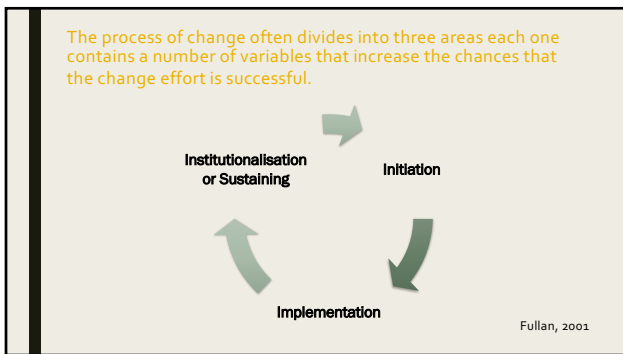 The process of change often divides into three areas each one
contains a number of variables that increase the chances that
the change effort is successful.
Institutionalisation
or Sustaining
Initiation
Implementation
Fullan, 2001